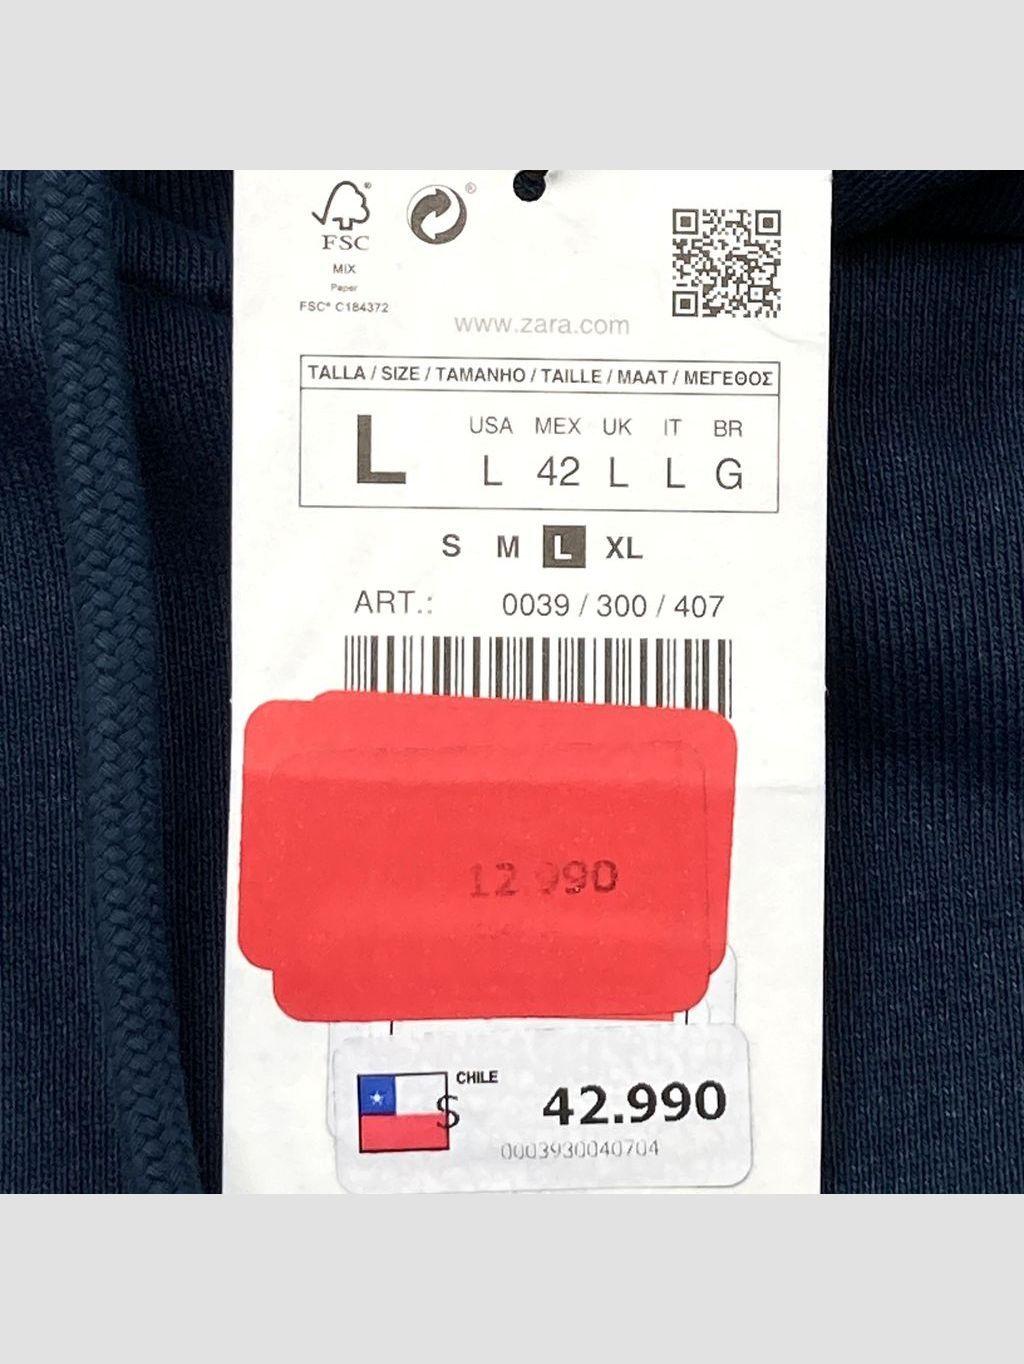 FSC®
MIX
Paper
FSC® C184372
®
www.zara.com
TALLA / SIZE / TAMANHO / TAILLE / MAAT / ΜΕΓΕΘΟΣ
L
USA MEX UK IT BR
L 42 L L G
S M L XL
ART.: 0039 / 300 / 407
12.990
CHILE
$ 42.990
0003930040704